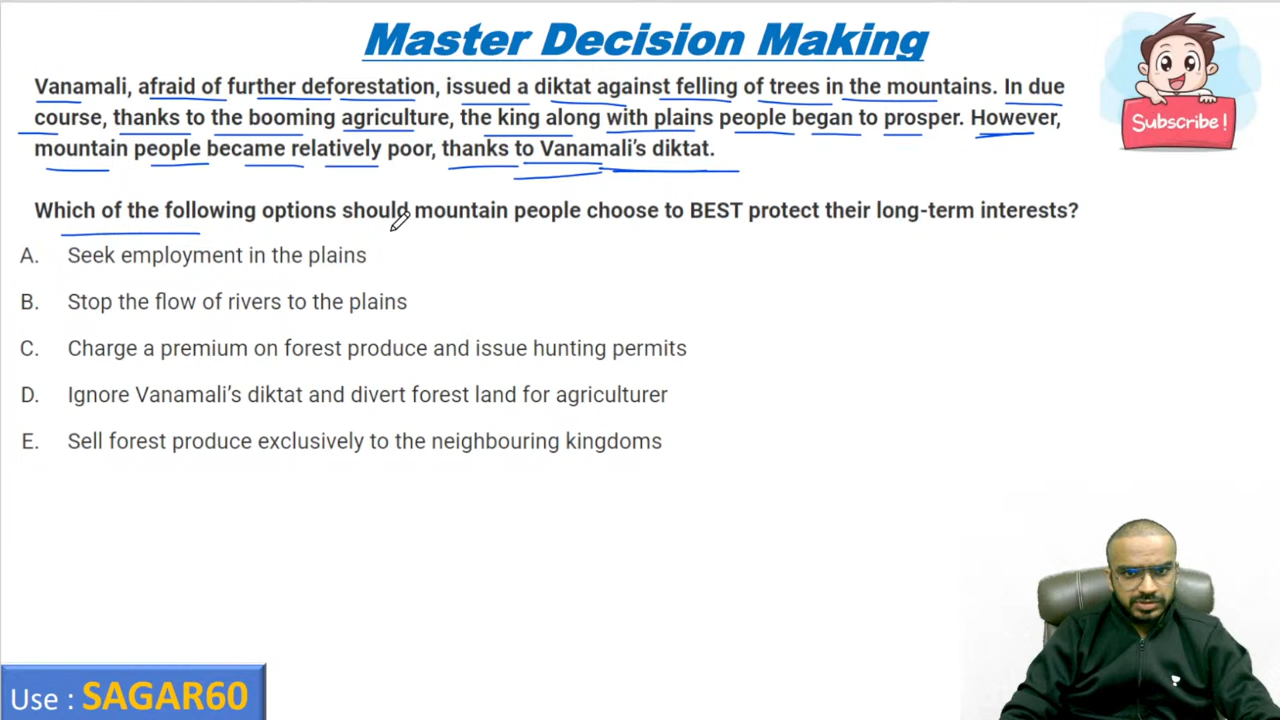 Master Decision Making
Subscribe!
Vanamali, afraid of further deforestation, issued a diktat against felling of trees in the mountains. In due
course, thanks to the booming agriculture, the king along with plains people began to prosper. However,
mountain people became relatively poor, thanks to Vanamali's diktat.
Which of the following options should mountain people choose to BEST protect their long-term interests?
A. Seek employment in the plains
B. Stop the flow of rivers to the plains
C. Charge a premium on forest produce and issue hunting permits
D. Ignore Vanamali's diktat and divert forest land for agriculturer
E. Sell forest produce exclusively to the neighbouring kingdoms
Use : SAGAR60